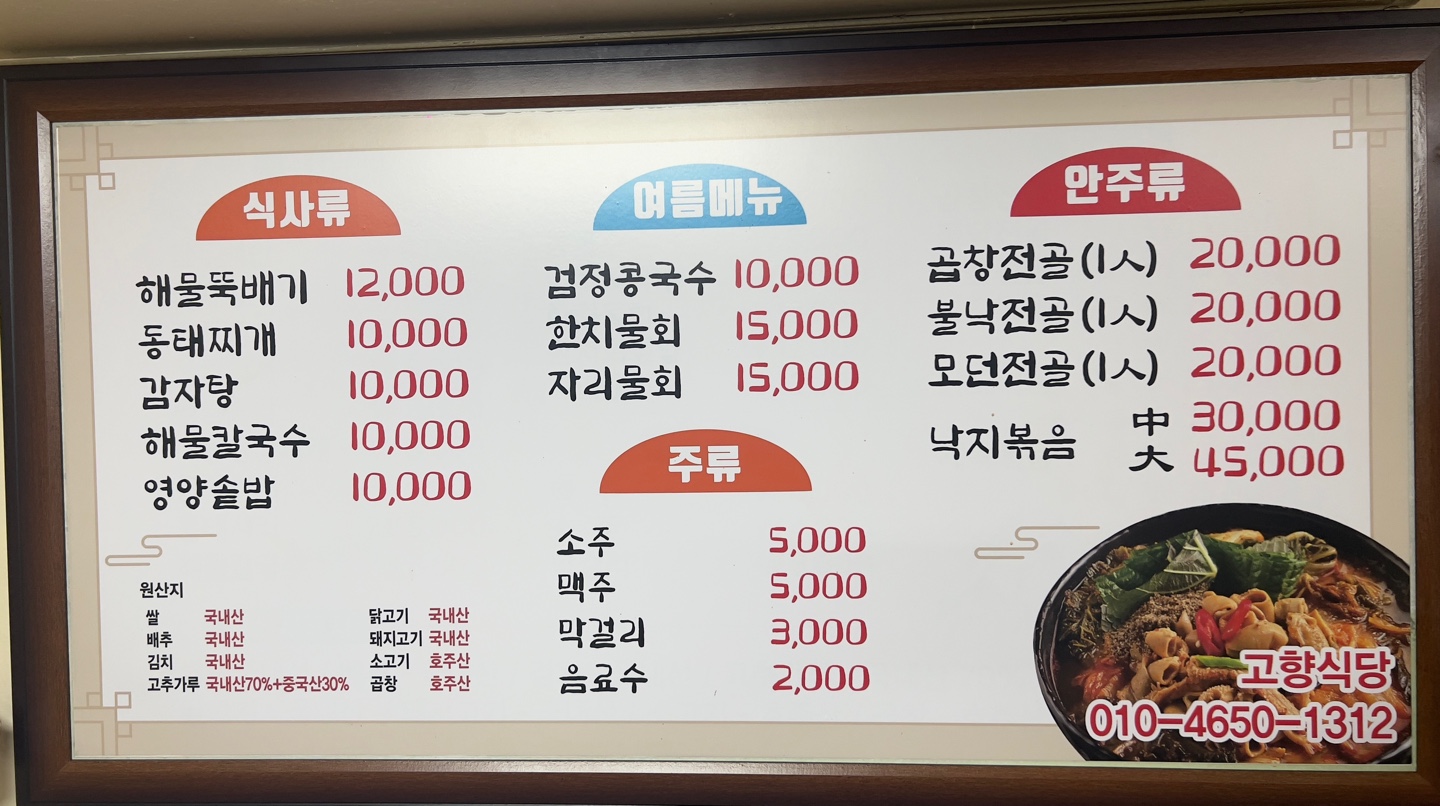 식사류
해물뚝배기 12,000
동태찌개 10,000
감자탕 10,000
해물칼국수 10,000
영양솥밥 10,000
원산지
쌀 국내산
배추 국내산
김치 국내산
고추가루 국내산70%+중국산30%
닭고기 국내산
돼지고기 국내산
소고기 호주산
곱창 호주산
여름메뉴
검정콩국수 10,000
한치물회 15,000
자리물회 15,000
주류
소주 5,000
맥주 5,000
막걸리 3,000
음료수 2,000
안주류
곱창전골(1人) 20,000
불낙전골(1人) 20,000
모던전골(1人) 20,000
낙지볶음 中 30,000
大 45,000
고향식당
010-4650-1312